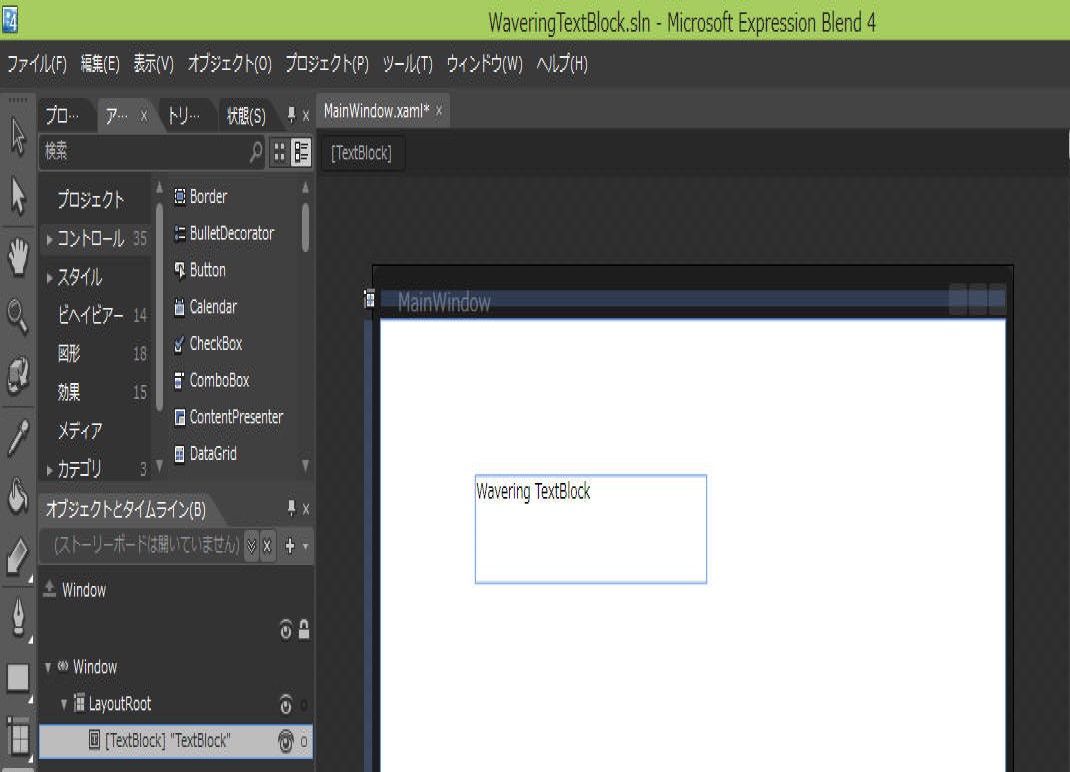 WaveringTextBlock.sln - Microsoft Expression Blend 4
ファイル(F) 編集(E) 表示(V) オブジェクト(O) プロジェクト(P) ツール(T) ウィンドウ(W) ヘルプ(H)
プロ… ア… × トリ… 状態(S) × MainWindow.xaml* ×
検索
[TextBlock]
プロジェクト
コントロール 35
スタイル
ビヘイビアー 14
図形 18
効果 15
メディア
カテゴリ 3
Border
BulletDecorator
Button
Calendar
CheckBox
ComboBox
ContentPresenter
DataGrid
オブジェクトとタイムライン(B) ×
(ストーリーボードは開いていません) × +
Window
Window
LayoutRoot
[TextBlock] "TextBlock"
MainWindow
Wavering TextBlock